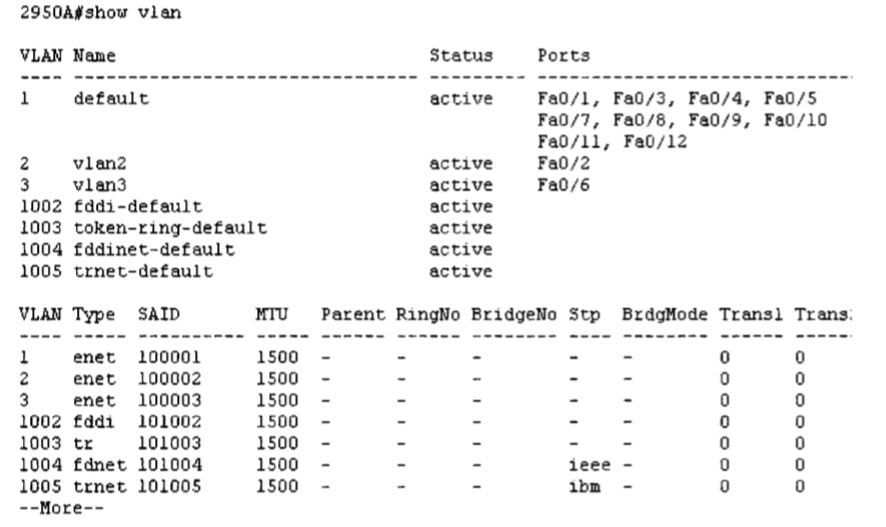 2950A#show vlan
VLAN Name                             Status    Ports
---- -------------------------------- --------- -----------------------------
1    default                          active    Fa0/1, Fa0/3, Fa0/4, Fa0/5
                                                Fa0/7, Fa0/8, Fa0/9, Fa0/10
                                                Fa0/11, Fa0/12
2    vlan2                            active    Fa0/2
3    vlan3                            active    Fa0/6
1002 fddi-default                     active
1003 token-ring-default               active
1004 fddinet-default                  active
1005 trnet-default                    active
VLAN Type  SAID       MTU   Parent RingNo BridgeNo Stp  BrdgMode Trans1 Trans
---- ----- ---------- ----- ------ ------ -------- ---- -------- ------ ------
1    enet  100001     1500  -      -      -        -    -        0      0
2    enet  100002     1500  -      -      -        -    -        0      0
3    enet  100003     1500  -      -      -        -    -        0      0
1002 fddi  101002     1500  -      -      -        -    -        0      0
1003 tr    101003     1500  -      -      -        -    -        0      0
1004 fdnet 101004     1500  -      -      -        ieee -        0      0
1005 trnet 101005     1500  -      -      -        ibm  -        0      0
--More--